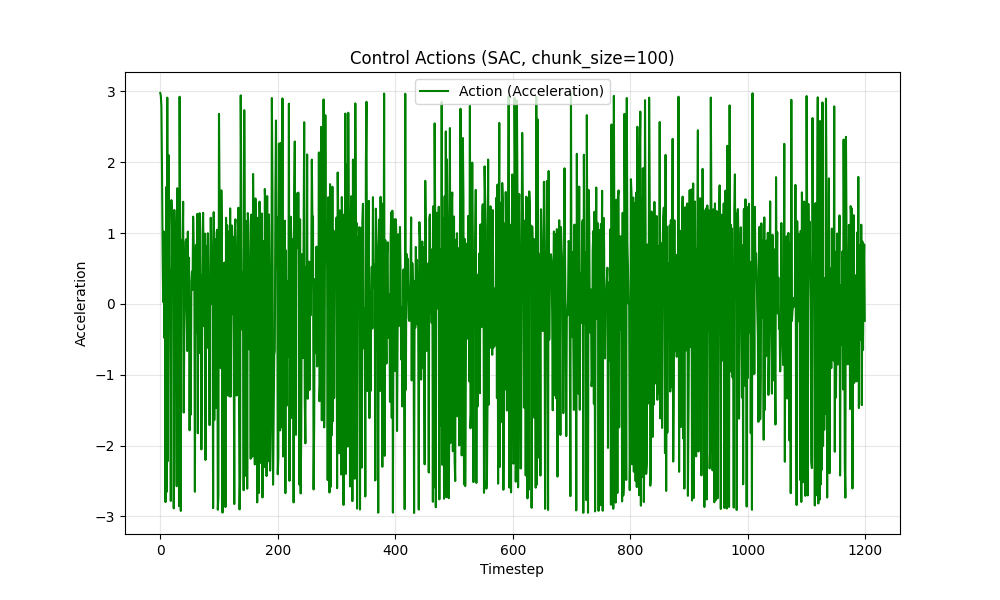 Control Actions (SAC, chunk_size=100)
Action (Acceleration)
3
2
1
0
−1
−2
−3
Acceleration
0 200 400 600 800 1000 1200
Timestep